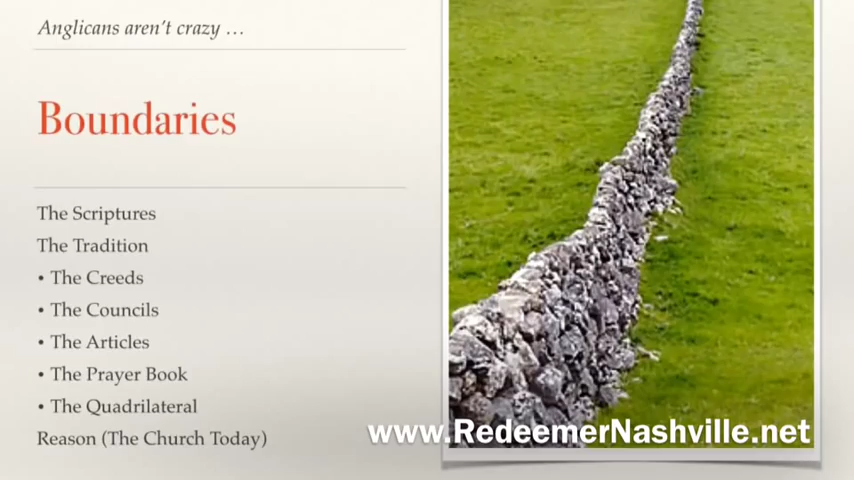 Anglicans aren't crazy …
Boundaries
The Scriptures
The Tradition
• The Creeds
• The Councils
• The Articles
• The Prayer Book
• The Quadrilateral
Reason (The Church Today)
www.RedeemerNashville.net